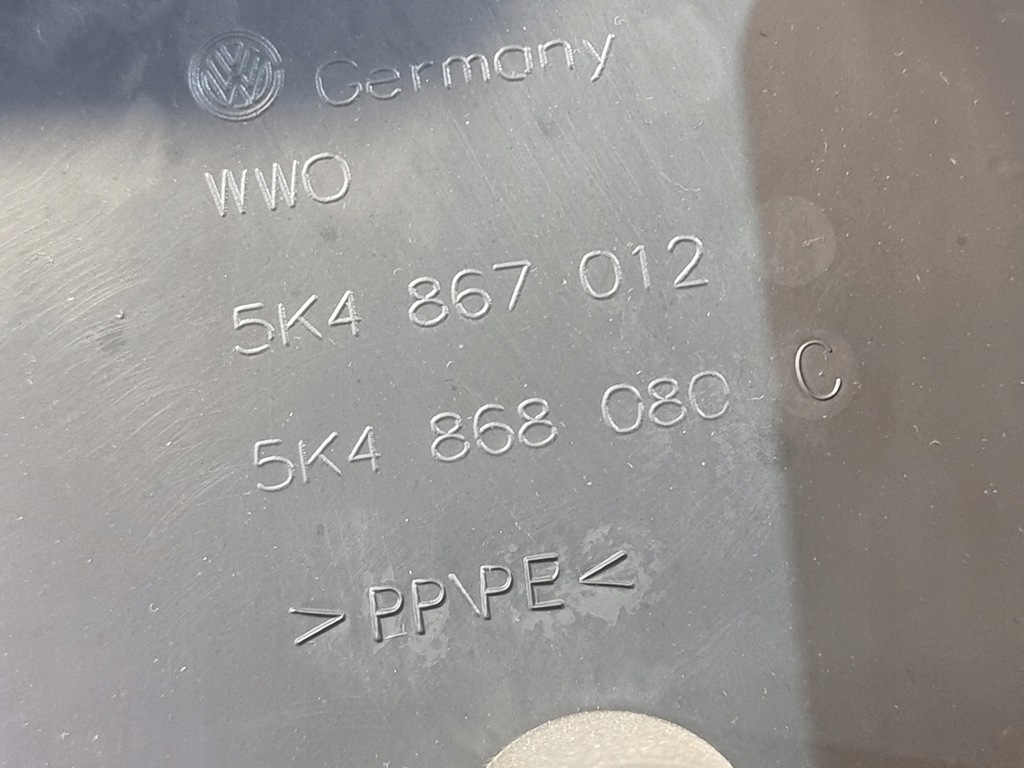 Germany
WWO
5K4 867 012
5K4 868 080 C
>PP\PE<